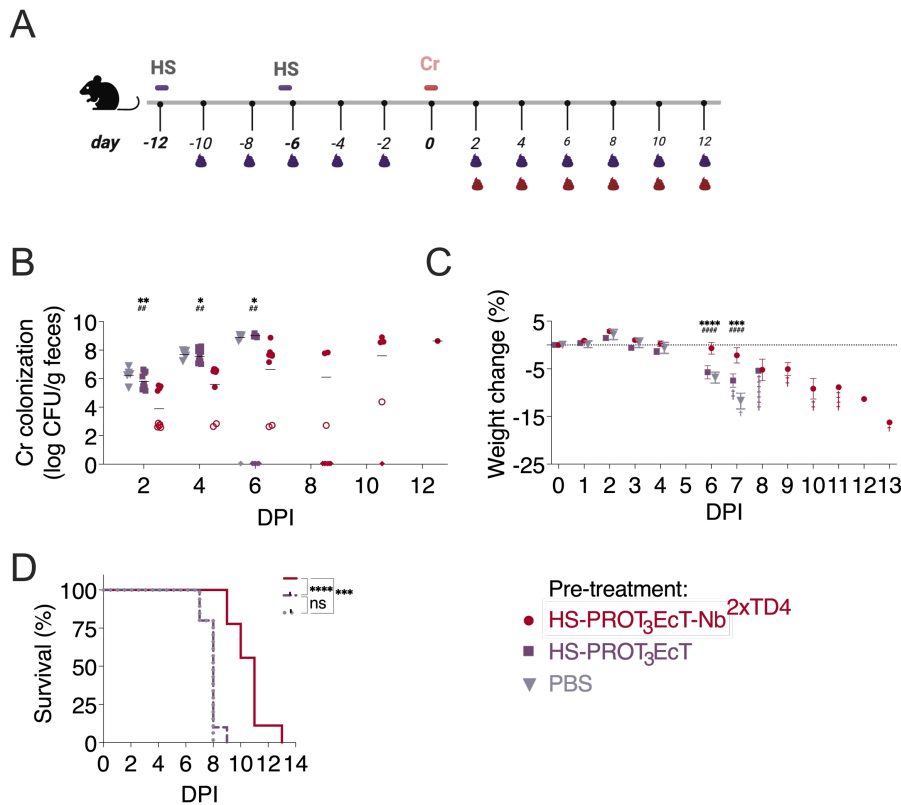 A
HS HS Cr
day -12 -10 -8 -6 -4 -2 0 2 4 6 8 10 12
B
Cr colonization
(log CFU/g feces)
10
8
6
4
2
0
** * *
## ## ##
2 4 6 8 10 12
DPI
C
Weight change (%)
5
-5
-15
-25
**** ***
#### ####
0 1 2 3 4 5 6 7 8 9 10 11 12 13
DPI
D
Survival (%)
100
75
50
25
0
**** ***
ns
0 2 4 6 8 10 12 14
DPI
Pre-treatment:
HS-PROT₃EcT-Nb²ˣᵀᴰ⁴
HS-PROT₃EcT
PBS